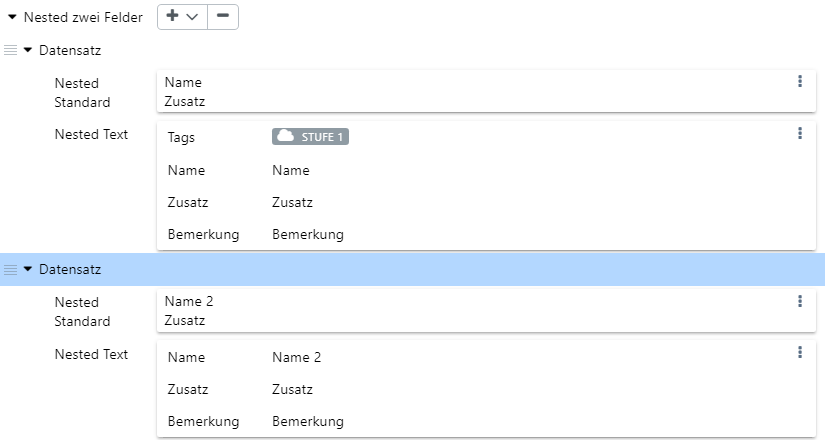 Nested zwei Felder
Datensatz
Nested Standard
Name
Zusatz
Nested Text
Tags STUFE 1
Name Name
Zusatz Zusatz
Bemerkung Bemerkung
Datensatz
Nested Standard
Name 2
Zusatz
Nested Text
Name Name 2
Zusatz Zusatz
Bemerkung Bemerkung